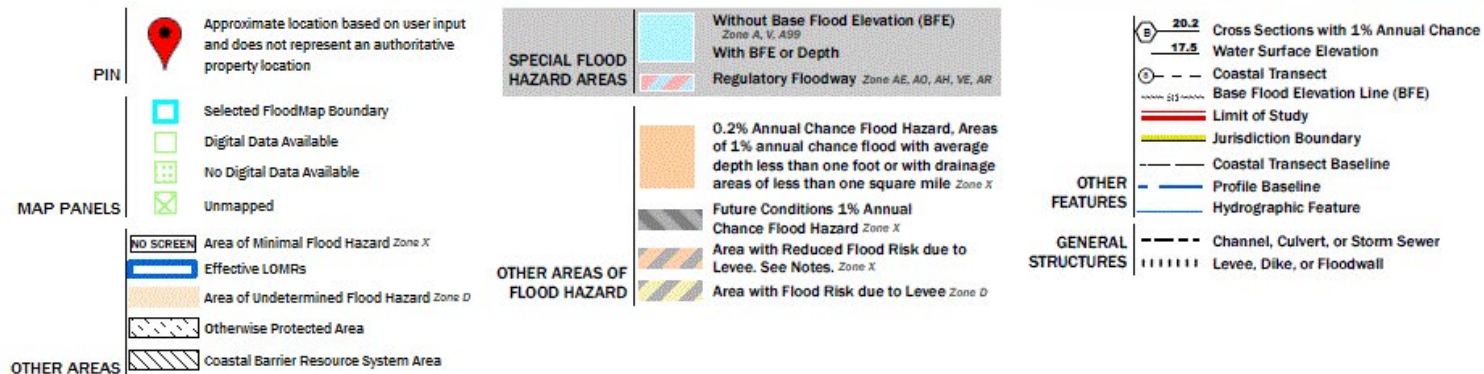 PIN
Approximate location based on user input
and does not represent an authoritative
property location
MAP PANELS
Selected FloodMap Boundary
Digital Data Available
No Digital Data Available
Unmapped
OTHER AREAS
NO SCREEN Area of Minimal Flood Hazard Zone X
Effective LOMRs
Area of Undetermined Flood Hazard Zone D
Otherwise Protected Area
Coastal Barrier Resource System Area
SPECIAL FLOOD
HAZARD AREAS
Without Base Flood Elevation (BFE)
Zone A, V, A99
With BFE or Depth
Regulatory Floodway Zone AE, AO, AH, VE, AR
OTHER AREAS OF
FLOOD HAZARD
0.2% Annual Chance Flood Hazard, Areas
of 1% annual chance flood with average
depth less than one foot or with drainage
areas of less than one square mile Zone X
Future Conditions 1% Annual
Chance Flood Hazard Zone X
Area with Reduced Flood Risk due to
Levee. See Notes. Zone X
Area with Flood Risk due to Levee Zone D
OTHER
FEATURES
B 20.2 Cross Sections with 1% Annual Chance
17.5 Water Surface Elevation
8 Coastal Transect
513 Base Flood Elevation Line (BFE)
Limit of Study
Jurisdiction Boundary
Coastal Transect Baseline
Profile Baseline
Hydrographic Feature
GENERAL
STRUCTURES
Channel, Culvert, or Storm Sewer
Levee, Dike, or Floodwall